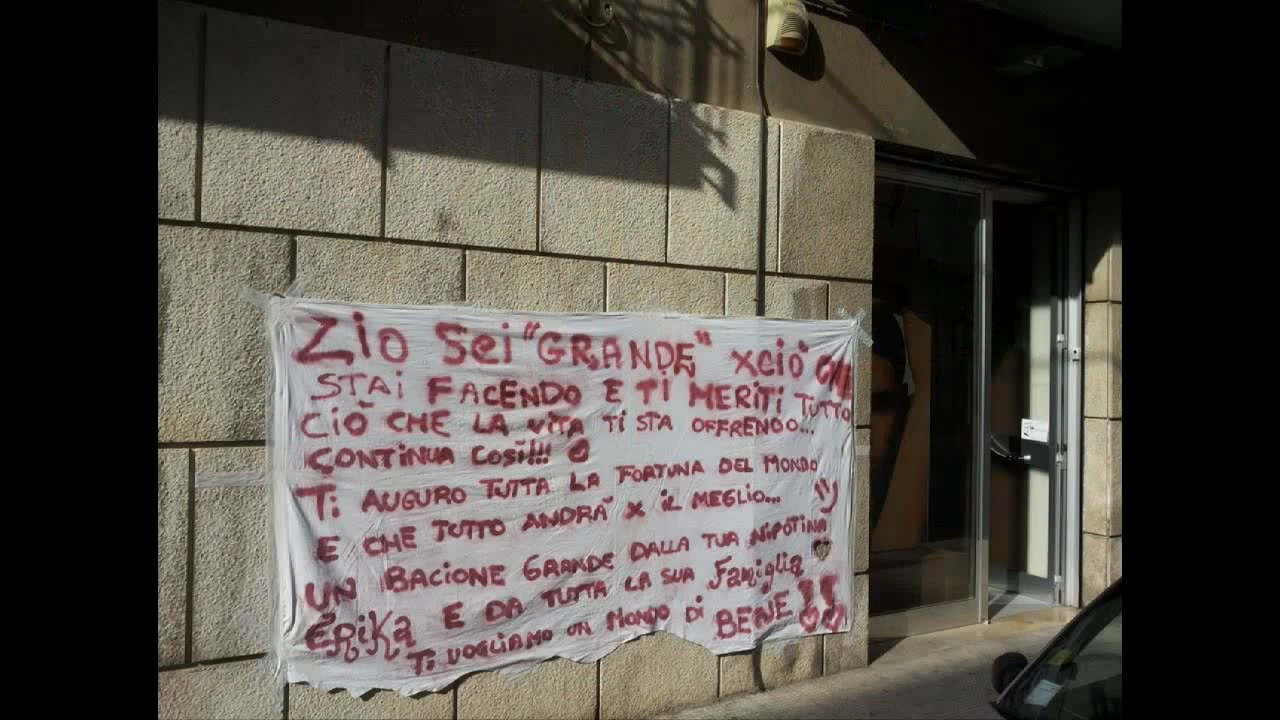 Zio Sei "GRANDE" xciò CHE
STAi FACENDO E Ti MERiTi TUTTO
CiÒ CHE LA ViTA Ti STA OFFRENDO...
CONTiNUA COSÌ!!!
Ti AUGURO TUTTA LA FORTUNA DEL MONDO
E CHE TUTTO ANDRÀ x iL MEGLiO...
UN BACiONE GRANDE DALLA TUA NiPOTiNA
ERiKA E DA TUTTA LA SUA FamigLia
Ti VOGLiAMO UN MONDO Di BENE!!